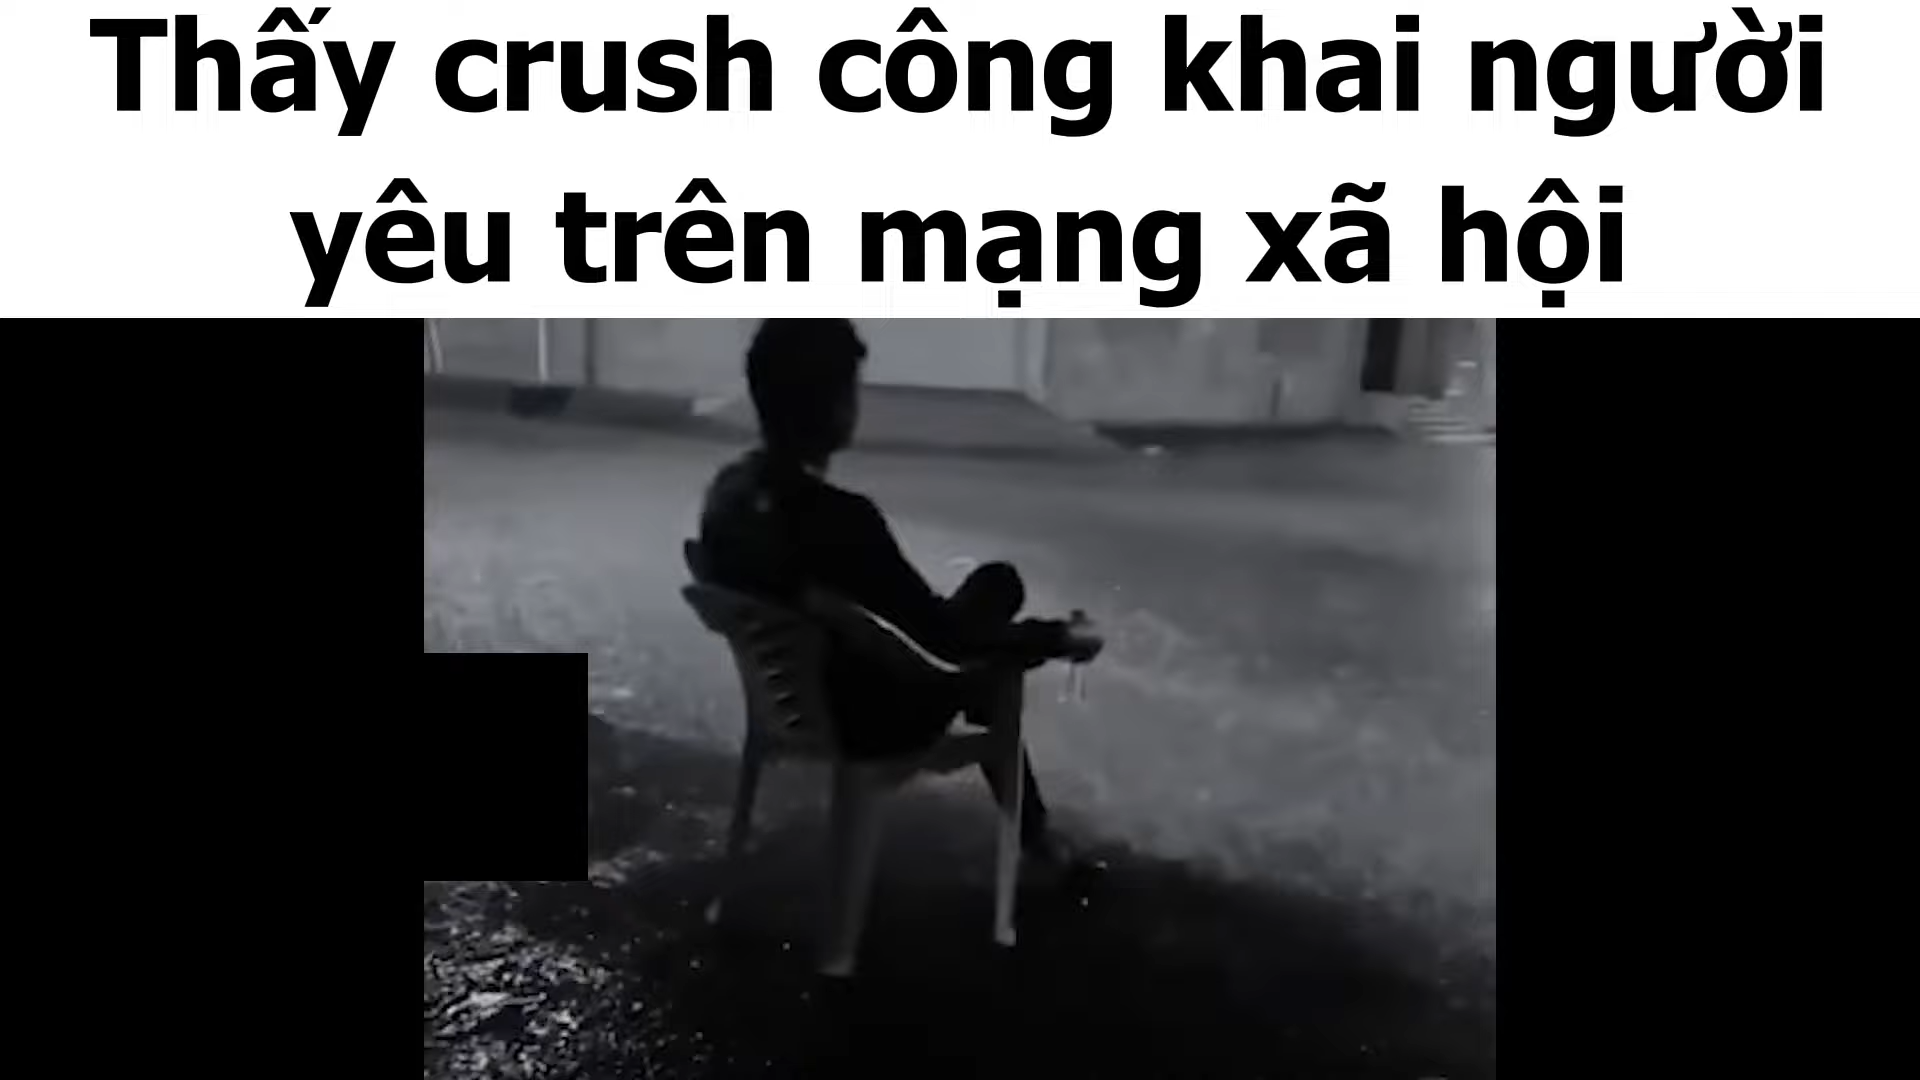 Thấy crush công khai người
yêu trên mạng xã hội